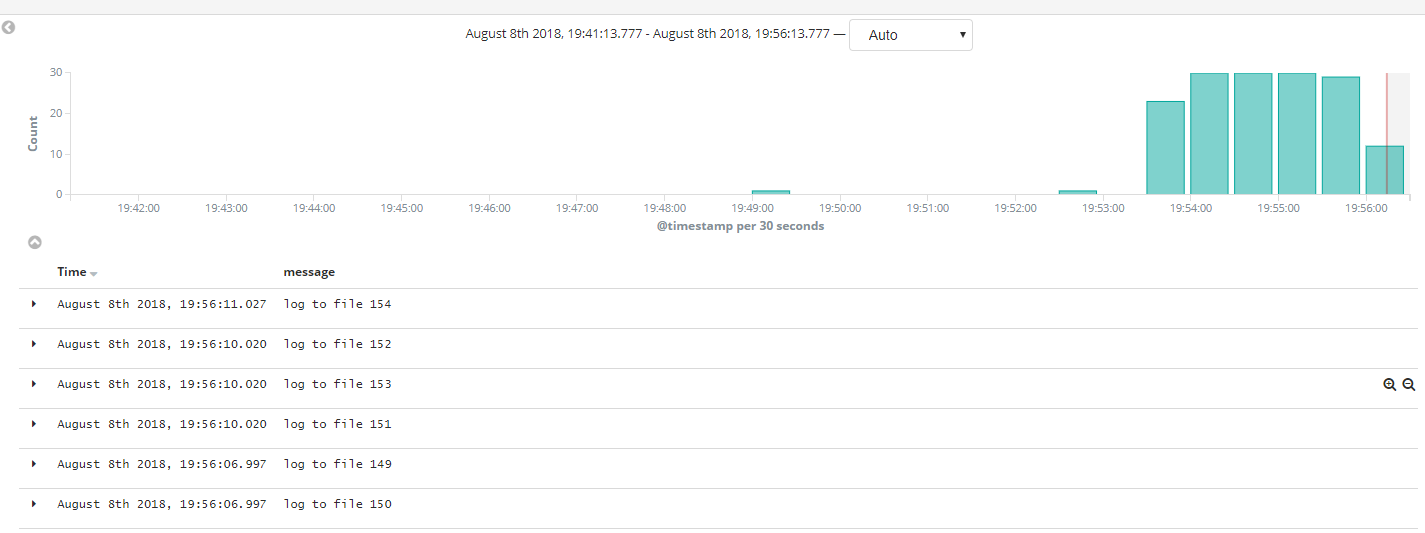 August 8th 2018, 19:41:13.777 - August 8th 2018, 19:56:13.777 — Auto
30
20
10
0
Count
19:42:00 19:43:00 19:44:00 19:45:00 19:46:00 19:47:00 19:48:00 19:49:00 19:50:00 19:51:00 19:52:00 19:53:00 19:54:00 19:55:00 19:56:00
@timestamp per 30 seconds
Time message
August 8th 2018, 19:56:11.027 log to file 154
August 8th 2018, 19:56:10.020 log to file 152
August 8th 2018, 19:56:10.020 log to file 153
August 8th 2018, 19:56:10.020 log to file 151
August 8th 2018, 19:56:06.997 log to file 149
August 8th 2018, 19:56:06.997 log to file 150